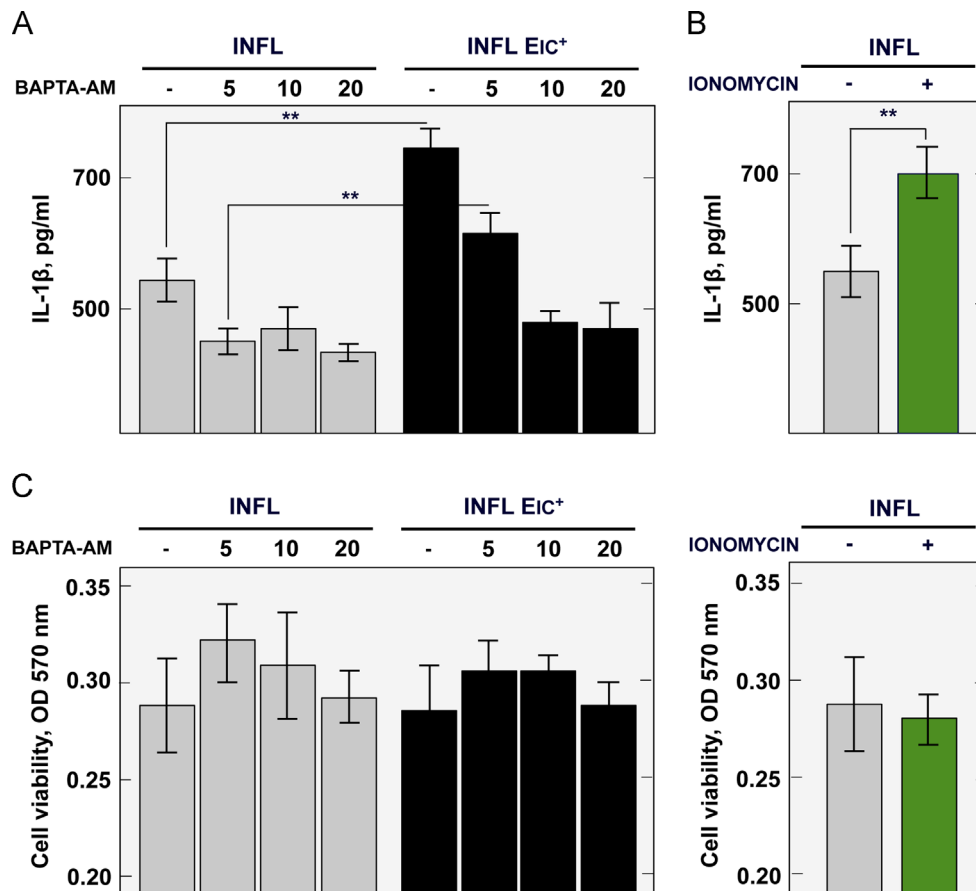 A
INFL
INFL EIC+
BAPTA-AM - 5 10 20 - 5 10 20
**
**
IL-1β, pg/ml
700
500
B
INFL
IONOMYCIN - +
**
IL-1β, pg/ml
700
500
C
INFL
INFL EIC+
BAPTA-AM - 5 10 20 - 5 10 20
Cell viability, OD 570 nm
0.35
0.30
0.25
0.20
INFL
IONOMYCIN - +
Cell viability, OD 570 nm
0.35
0.30
0.25
0.20